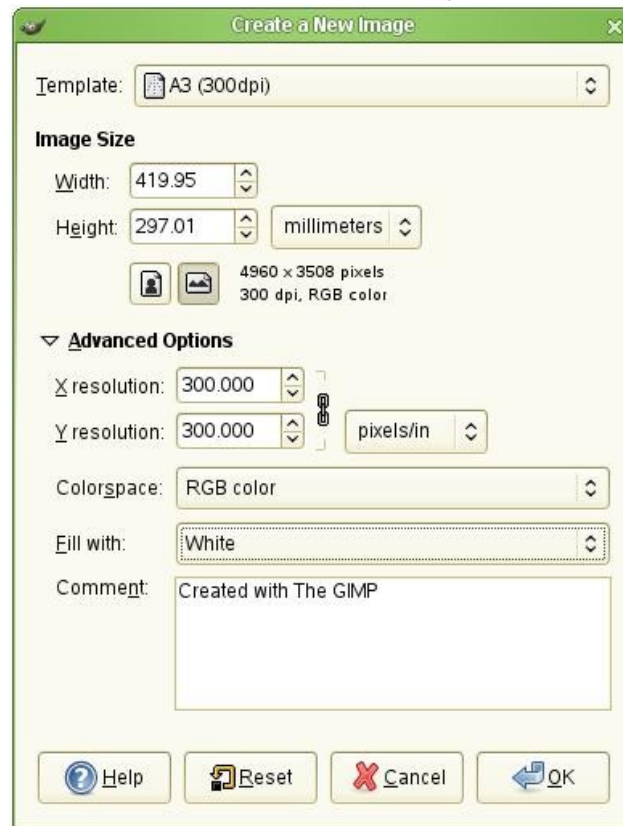 Create a New Image
Template: A3 (300dpi)
Image Size
Width: 419.95
Height: 297.01 millimeters
4960 x 3508 pixels
300 dpi, RGB color
Advanced Options
X resolution: 300.000
Y resolution: 300.000 pixels/in
Colorspace: RGB color
Fill with: White
Comment: Created with The GIMP
Help Reset Cancel OK